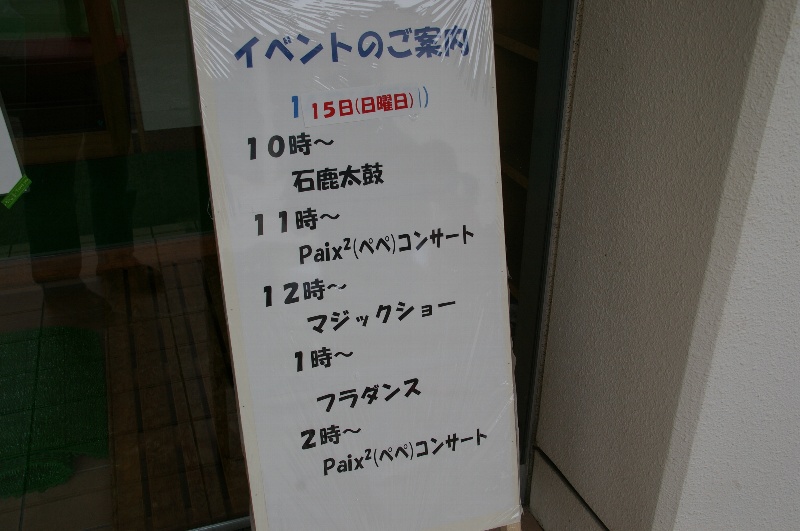 イベントのご案内
15日(日曜日)
10時～
石鹿太鼓
11時～
Paix²(ペペ)コンサート
12時～
マジックショー
1時～
フラダンス
2時～
Paix²(ペペ)コンサート